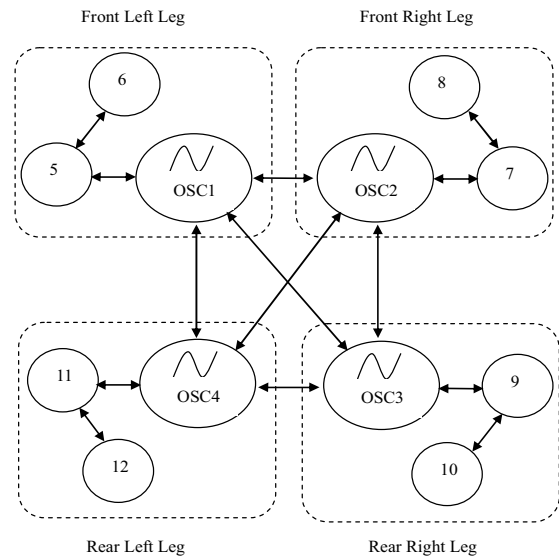 Front Left Leg
Front Right Leg
6
8
5
OSC1
OSC2
7
11
OSC4
OSC3
9
12
10
Rear Left Leg
Rear Right Leg